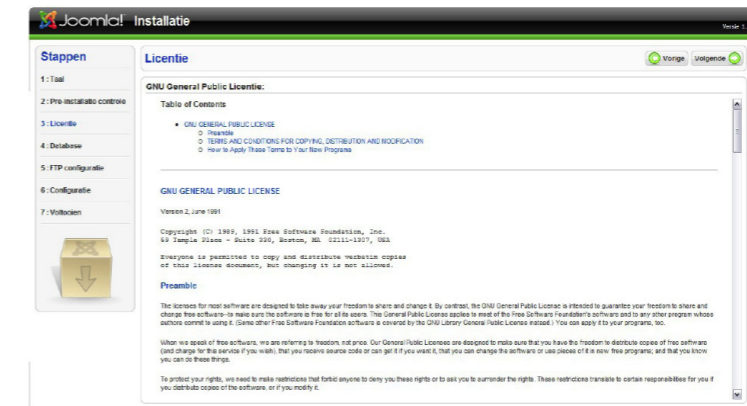 Joomla! Installatie
Versie 1.
Stappen
1 : Taal
2 : Pre-installatie controle
3 : Licentie
4 : Database
5 : FTP configuratie
6 : Configuratie
7 : Voltooien
Licentie
Vorige
Volgende
GNU General Public Licentie:
Table of Contents
GNU GENERAL PUBLIC LICENSE
Preamble
TERMS AND CONDITIONS FOR COPYING, DISTRIBUTION AND MODIFICATION
How to Apply These Terms to Your New Programs
GNU GENERAL PUBLIC LICENSE
Version 2, June 1991
Copyright (C) 1989, 1991 Free Software Foundation, Inc.
59 Temple Place - Suite 330, Boston, MA 02111-1307, USA
Everyone is permitted to copy and distribute verbatim copies
of this license document, but changing it is not allowed.
Preamble
The licenses for most software are designed to take away your freedom to share and change it. By contrast, the GNU General Public License is intended to guarantee your freedom to share and
change free software--to make sure the software is free for all its users. This General Public License applies to most of the Free Software Foundation's software and to any other program whose
authors commit to using it. (Some other Free Software Foundation software is covered by the GNU Library General Public License instead.) You can apply it to your programs, too.
When we speak of free software, we are referring to freedom, not price. Our General Public Licenses are designed to make sure that you have the freedom to distribute copies of free software
(and charge for this service if you wish), that you receive source code or can get it if you want it, that you can change the software or use pieces of it in new free programs; and that you know
you can do these things.
To protect your rights, we need to make restrictions that forbid anyone to deny you these rights or to ask you to surrender the rights. These restrictions translate to certain responsibilities for you if
you distribute copies of the software, or if you modify it.